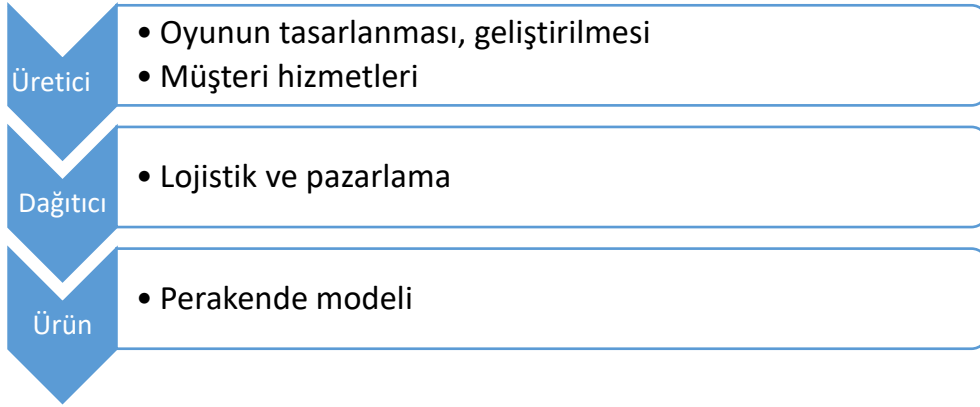 Üretici
• Oyunun tasarlanması, geliştirilmesi
• Müşteri hizmetleri
Dağıtıcı
• Lojistik ve pazarlama
Ürün
• Perakende modeli